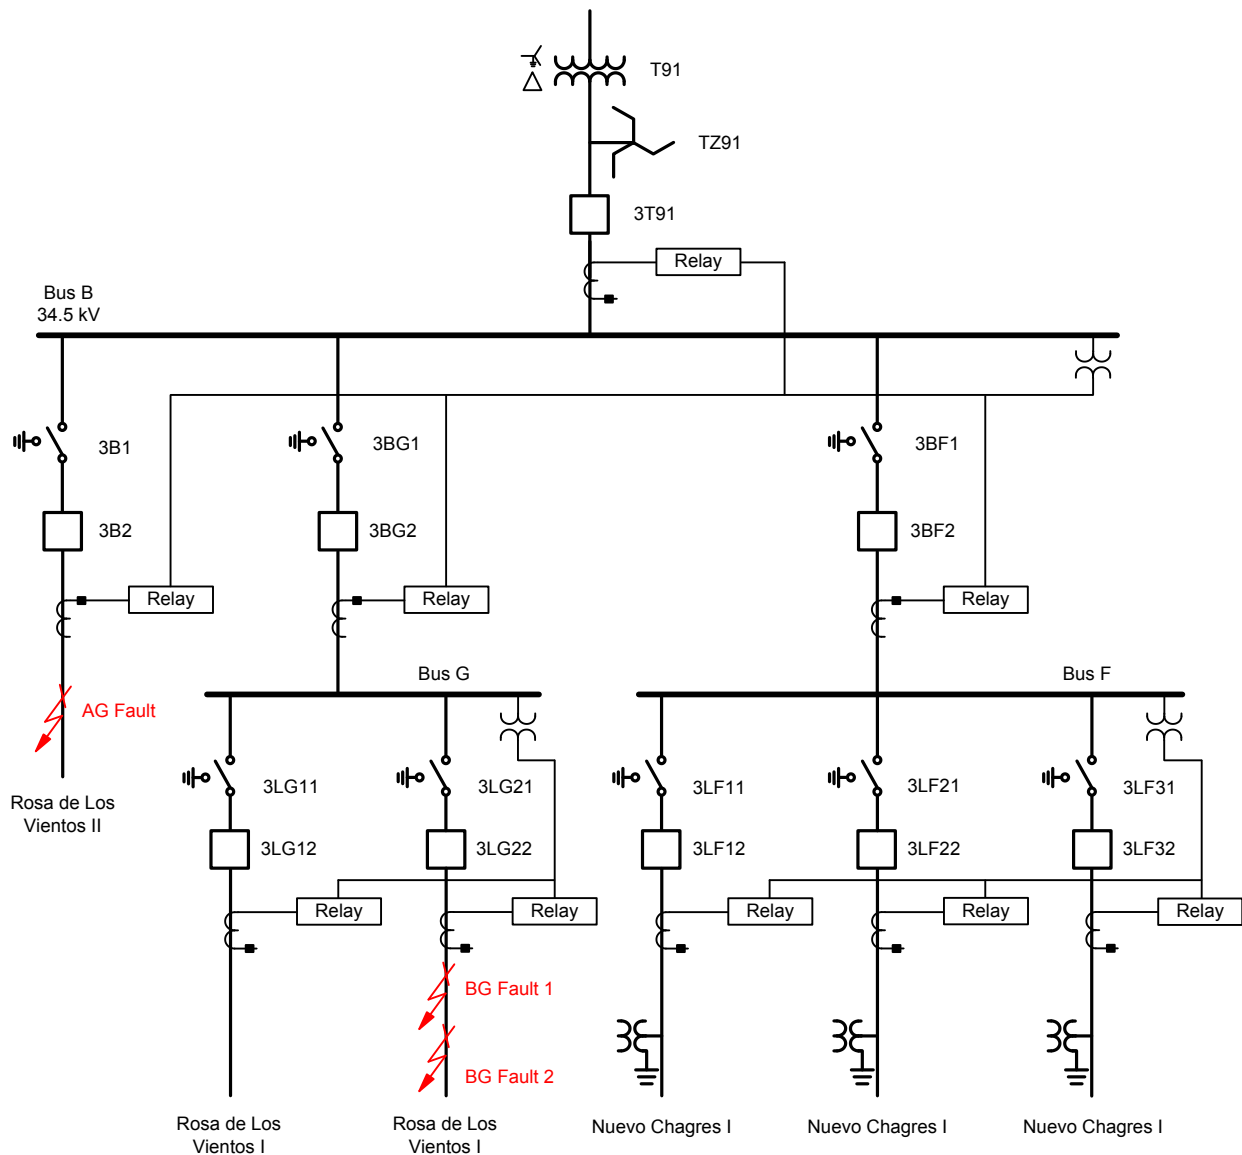 T91
TZ91
3T91
Relay
Bus B
34.5 kV
3B1
3BG1
3BF1
3B2
3BG2
3BF2
Relay
Relay
Relay
Bus G
Bus F
AG Fault
3LG11
3LG21
3LF11
3LF21
3LF31
Rosa de Los
Vientos II
3LG12
3LG22
3LF12
3LF22
3LF32
Relay
Relay
Relay
Relay
Relay
BG Fault 1
BG Fault 2
Rosa de Los
Vientos I
Rosa de Los
Vientos I
Nuevo Chagres I
Nuevo Chagres I
Nuevo Chagres I